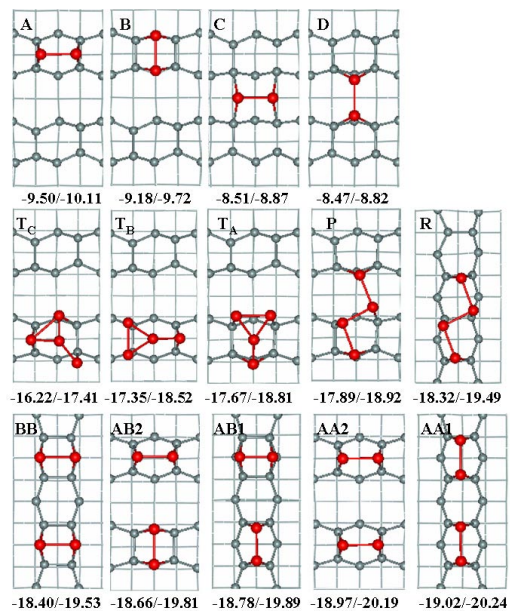 A B C D
-9.50/-10.11 -9.18/-9.72 -8.51/-8.87 -8.47/-8.82
T_C T_B T_A P R
-16.22/-17.41 -17.35/-18.52 -17.67/-18.81 -17.89/-18.92 -18.32/-19.49
BB AB2 AB1 AA2 AA1
-18.40/-19.53 -18.66/-19.81 -18.78/-19.89 -18.97/-20.19 -19.02/-20.24